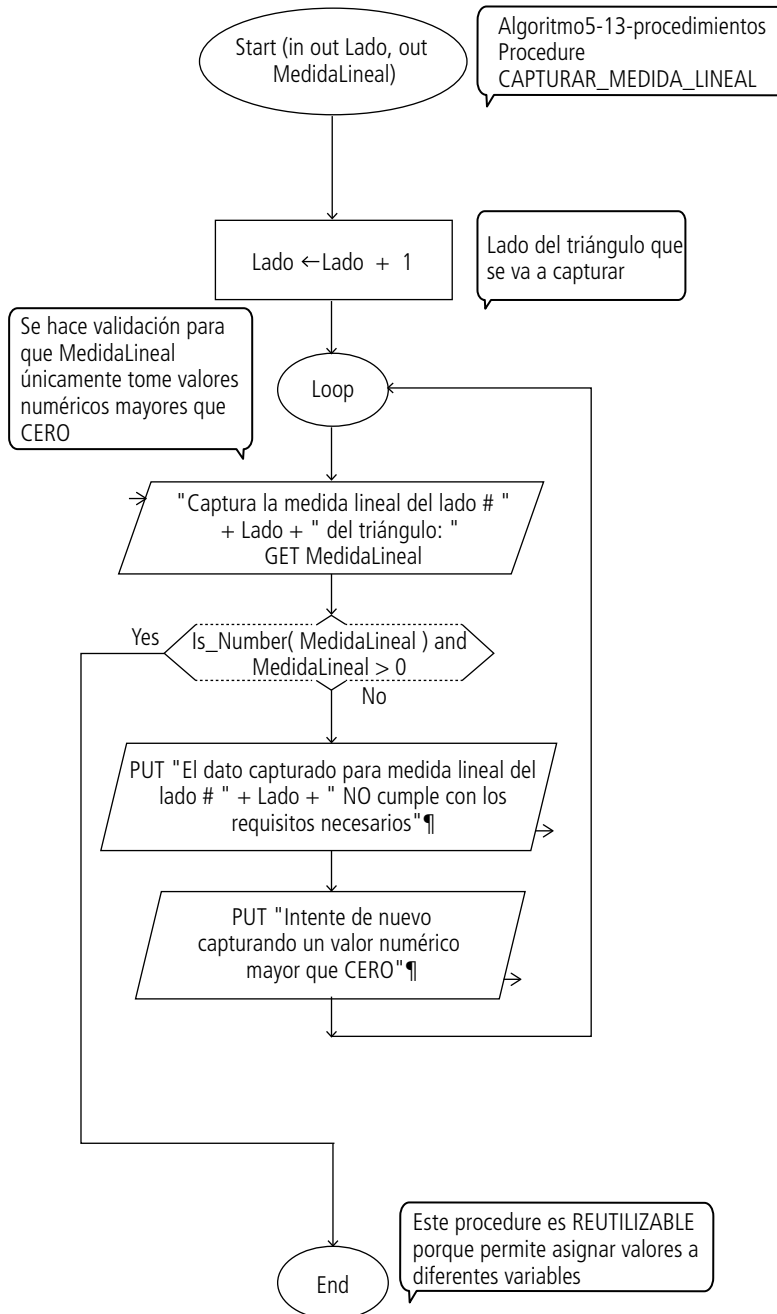 Start (in out Lado, out
MedidaLineal)
Algoritmo5-13-procedimientos
Procedure
CAPTURAR_MEDIDA_LINEAL
Lado ←Lado + 1
Lado del triángulo que
se va a capturar
Se hace validación para
que MedidaLineal
únicamente tome valores
numéricos mayores que
CERO
Loop
"Captura la medida lineal del lado # "
+ Lado + " del triángulo: "
GET MedidaLineal
Yes
Is_Number( MedidaLineal ) and
MedidaLineal > 0
No
PUT "El dato capturado para medida lineal del
lado # " + Lado + " NO cumple con los
requisitos necesarios"¶
PUT "Intente de nuevo
capturando un valor numérico
mayor que CERO"¶
Este procedure es REUTILIZABLE
porque permite asignar valores a
diferentes variables
End